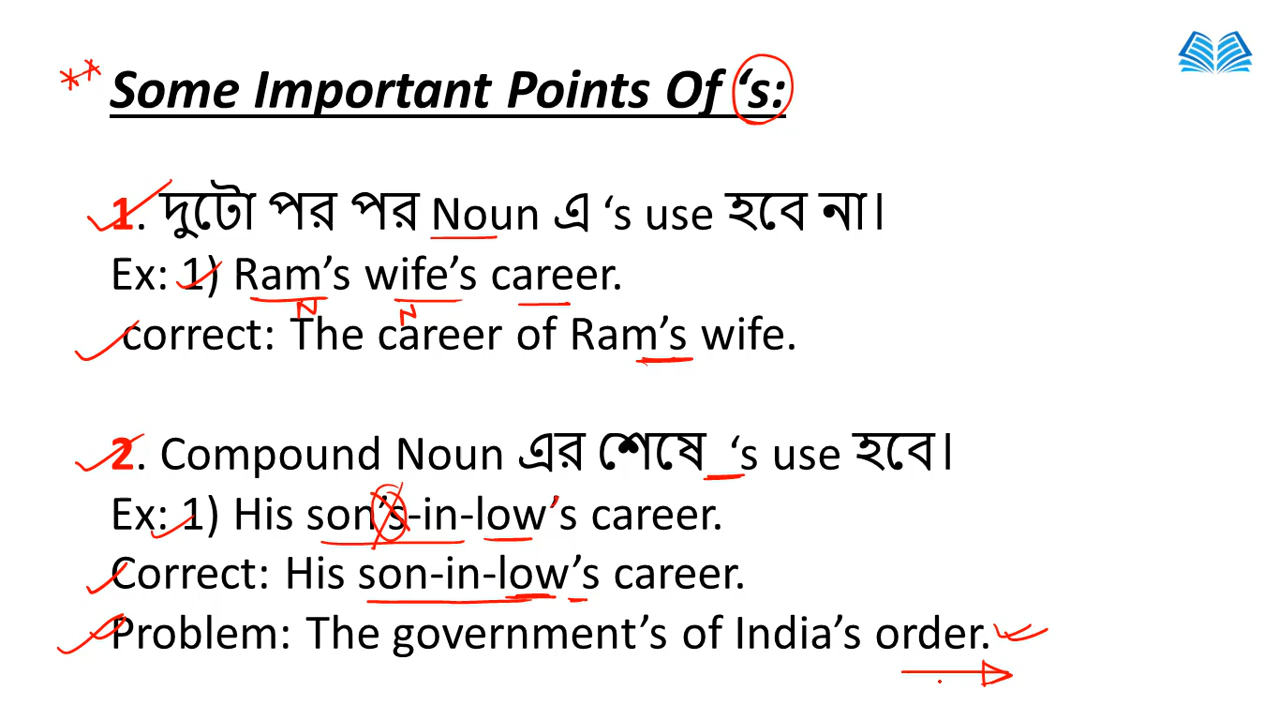 ** Some Important Points Of ‘s:
1. দুটো পর পর Noun এ ‘s use হবে না।
Ex: 1) Ram’s wife’s career.
N N
correct: The career of Ram’s wife.
2. Compound Noun এর শেষে _‘s use হবে।
Ex: 1) His son’s-in-low’s career.
Correct: His son-in-low’s career.
Problem: The government’s of India’s order.